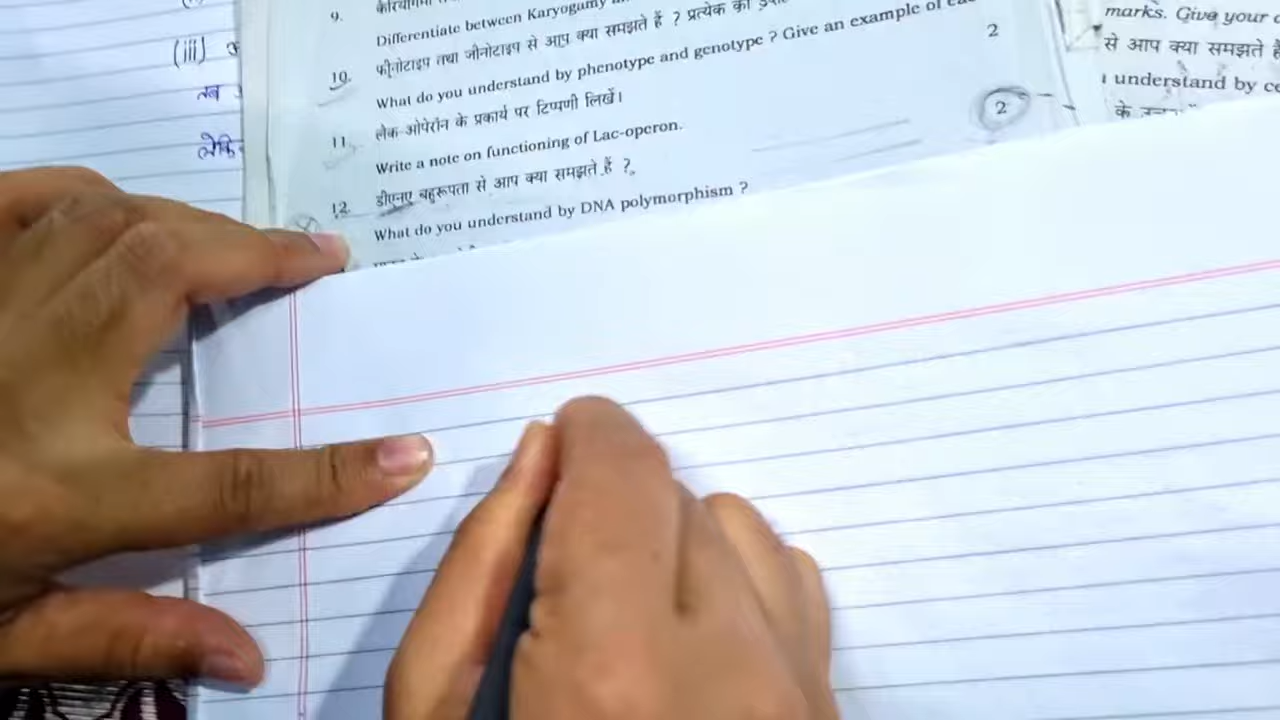 (iii)
तब
9.
Differentiate between Karyogamy
फीनोटाइप तथा जीनोटाइप से आप क्या समझते हैं ? प्रत्येक का
10.
What do you understand by phenotype and genotype ? Give an example of
2
लेक-ओपेरॉन के प्रकार्य पर टिप्पणी लिखें।
11.
Write a note on functioning of Lac-operon.
2
डीएनए बहुरूपता से आप क्या समझते हैं ?
12.
What do you understand by DNA polymorphism ?
marks. Give your
से आप क्या समझते
understand by
के